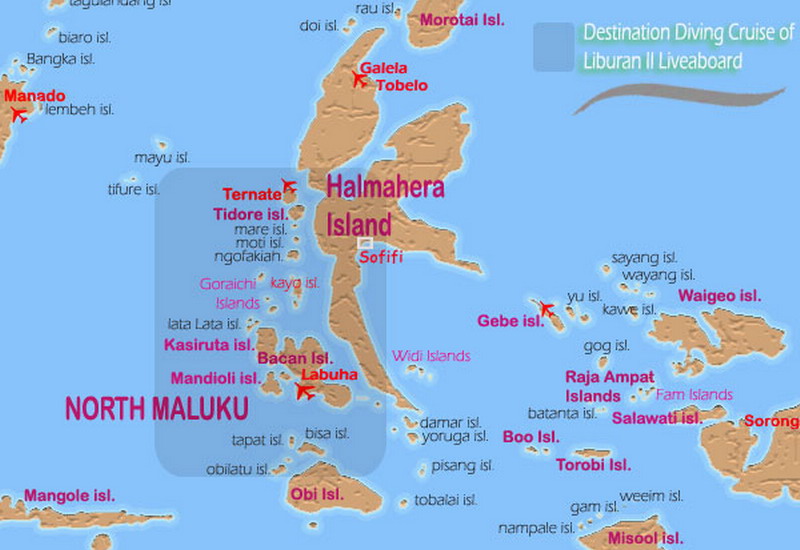 tagulandang isl.
rau isl.
doi isl.
Morotai Isl.
Destination Diving Cruise of
Liburan II Liveaboard
biaro isl.
Bangka isl.
Galela
Tobelo
Manado
lembeh isl.
mayu isl.
tifure isl.
Ternate
Halmahera
Island
Tidore isl.
mare isl.
moti isl.
ngofakiah.
Sofifi
Goraichi
Islands
kayo isl.
sayang isl.
wayang isl.
Waigeo isl.
yu isl.
kawe isl.
Gebe isl.
lata Lata isl.
Kasiruta isl.
Bacan Isl.
gog isl.
Widi Islands
Mandioli isl.
Labuha
Raja Ampat
Islands
Fam Islands
NORTH MALUKU
batanta isl.
Salawati isl.
Sorong
damar isl.
yoruga isl.
Boo Isl.
tapat isl.
bisa isl.
obilatu isl.
pisang isl.
Torobi Isl.
Mangole isl.
Obi Isl.
tobalai isl.
weeim isl.
gam isl.
nampale isl.
Misool isl.